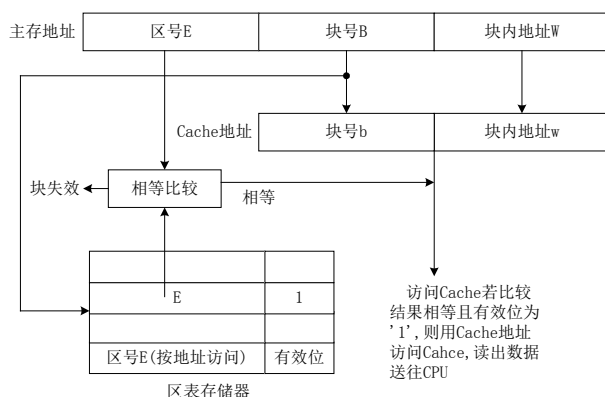 主存地址 区号E 块号B 块内地址W
Cache地址 块号b 块内地址w
块失效 相等比较 相等
E 1
区号E(按地址访问) 有效位
区表存储器
访问Cache若比较
结果相等且有效位为
'1',则用Cache地址
访问Cahce,读出数据
送往CPU